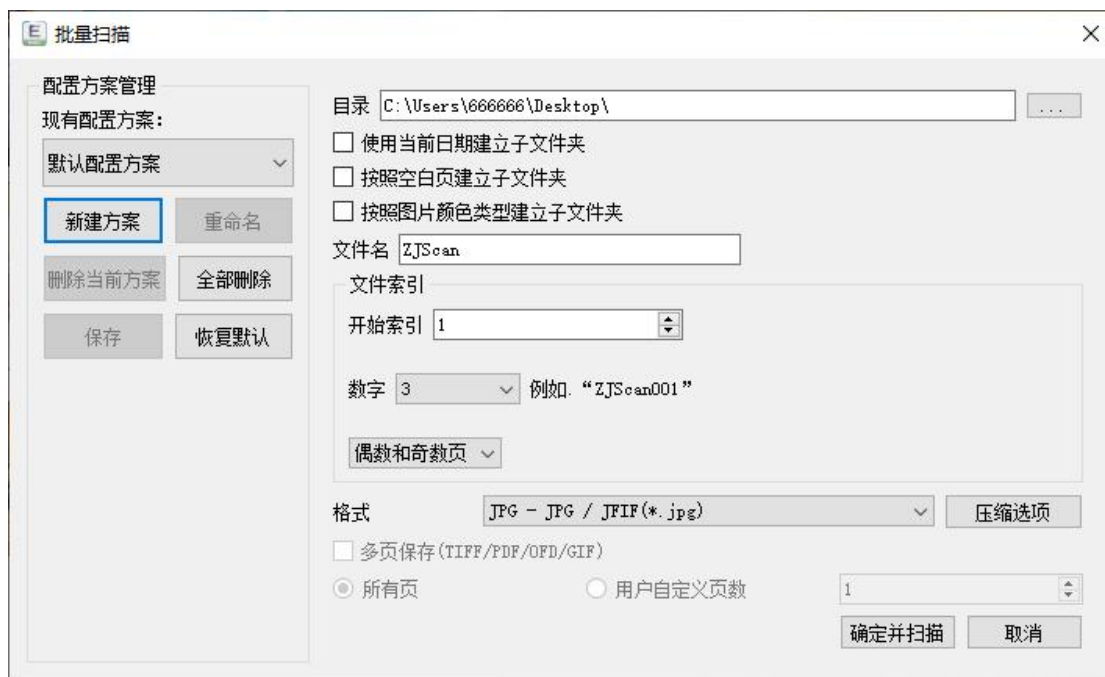 批量扫描
配置方案管理
现有配置方案:
默认配置方案
新建方案 重命名
删除当前方案 全部删除
保存 恢复默认
目录 C:\Users\666666\Desktop\ ...
使用当前日期建立子文件夹
按照空白页建立子文件夹
按照图片颜色类型建立子文件夹
文件名 ZJScan
文件索引
开始索引 1
数字 3 例如.“ZJScan001”
偶数和奇数页
格式 JPG - JPG / JFIF(*.jpg) 压缩选项
多页保存(TIFF/PDF/OFD/GIF)
所有页 用户自定义页数 1
确定并扫描 取消